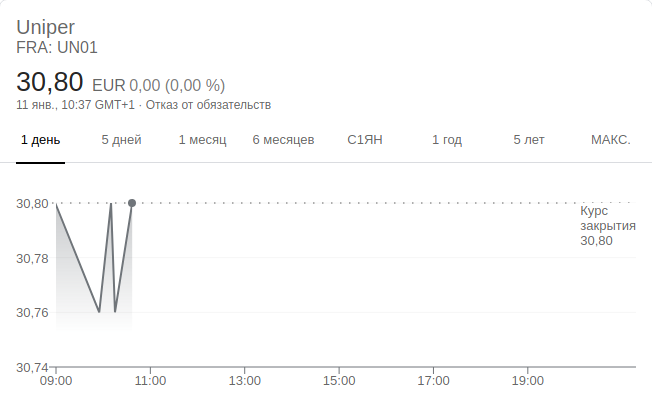 Uniper
FRA: UN01
30,80 EUR 0,00 (0,00 %)
11 янв., 10:37 GMT+1 · Отказ от обязательств
1 день 5 дней 1 месяц 6 месяцев С1ЯН 1 год 5 лет МАКС.
30,80
Курс
закрытия
30,80
30,78
30,76
30,74
09:00 11:00 13:00 15:00 17:00 19:00